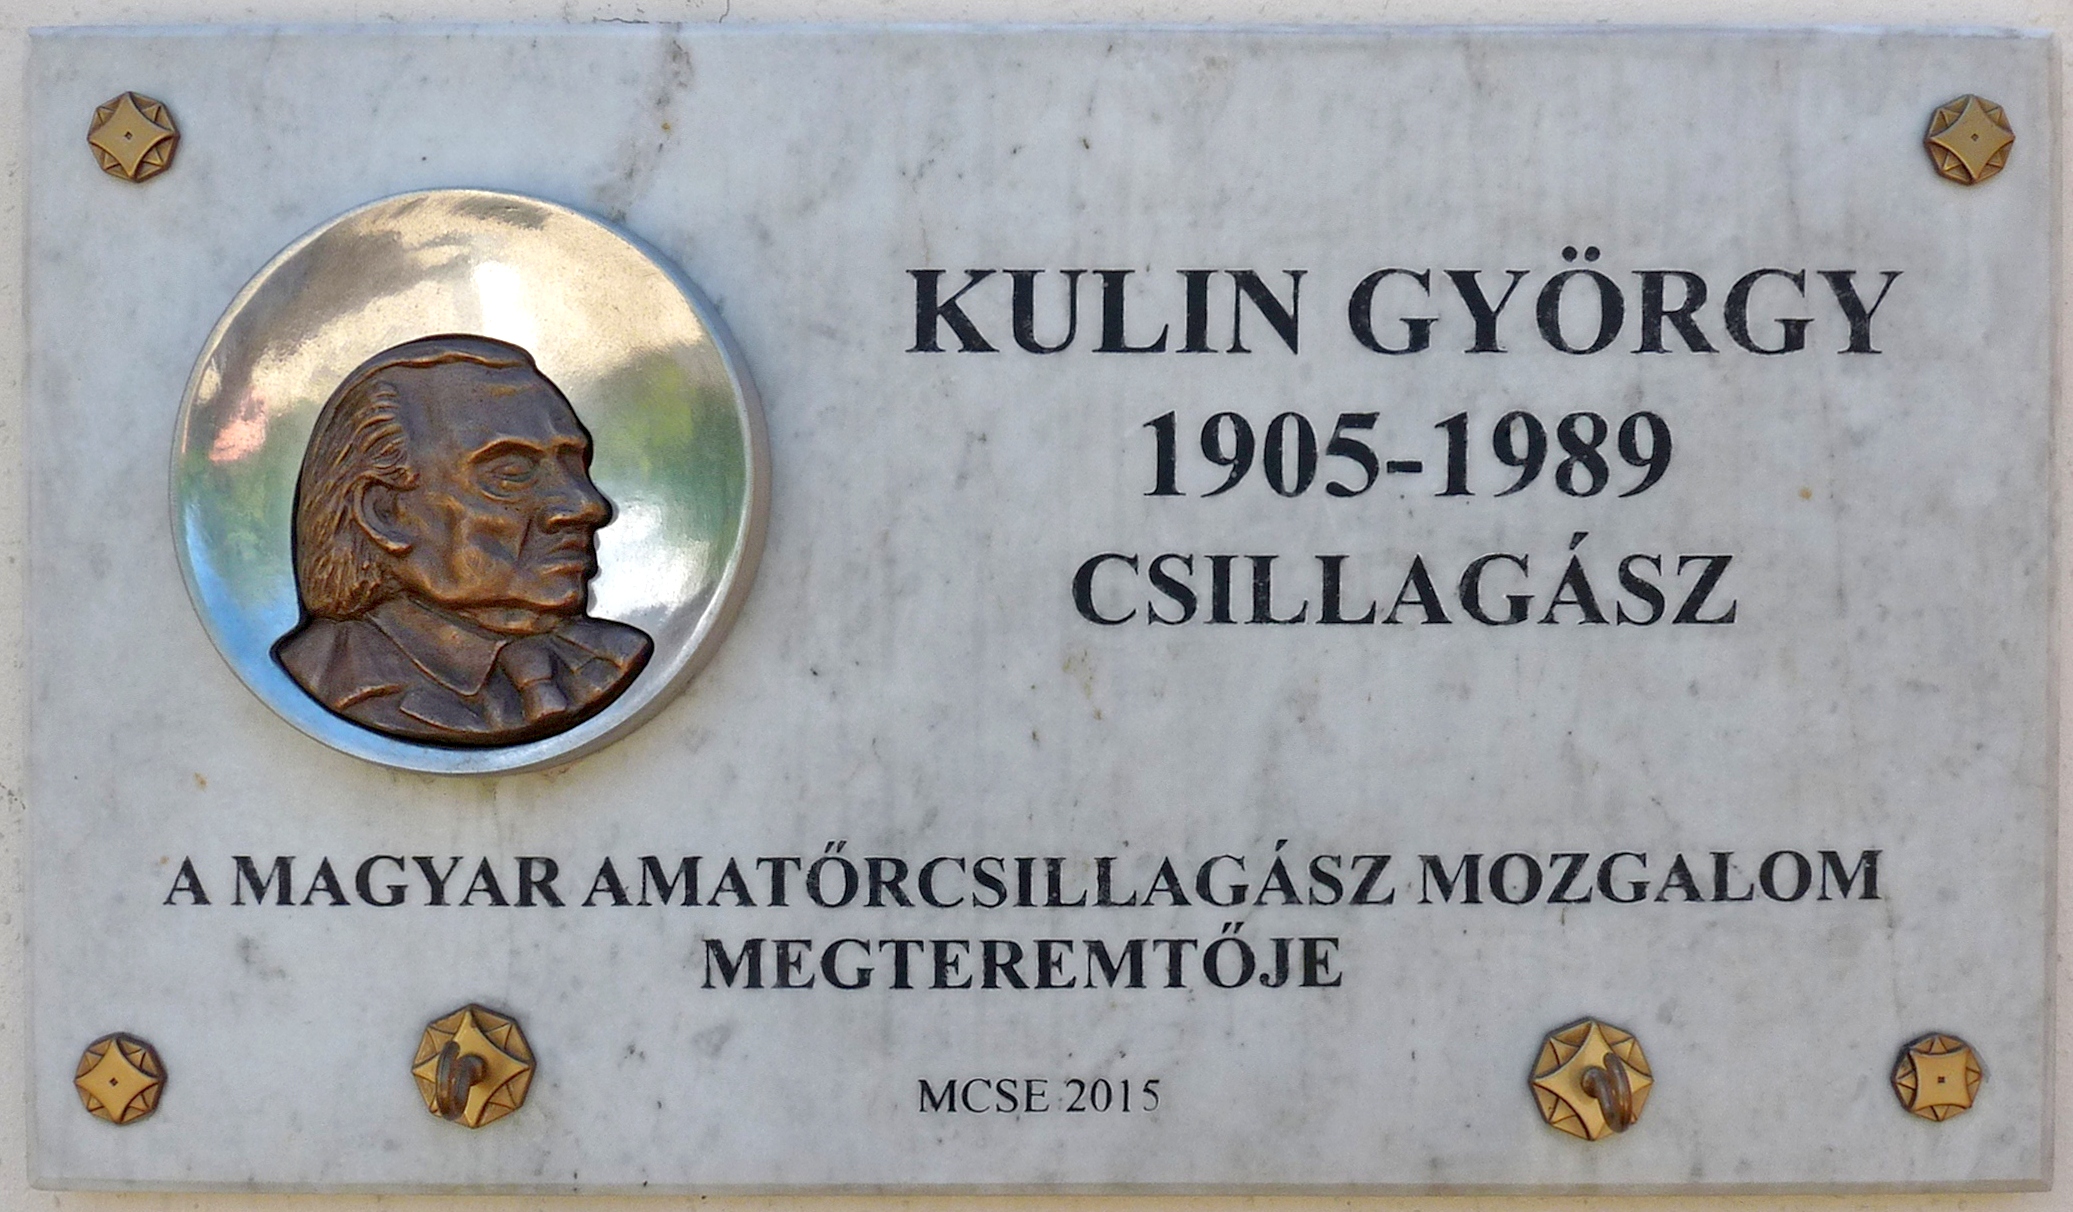 KULIN GYÖRGY
1905-1989
CSILLAGÁSZ
A MAGYAR AMATŐRCSILLAGÁSZ MOZGALOM
MEGTEREMTŐJE
MCSE 2015